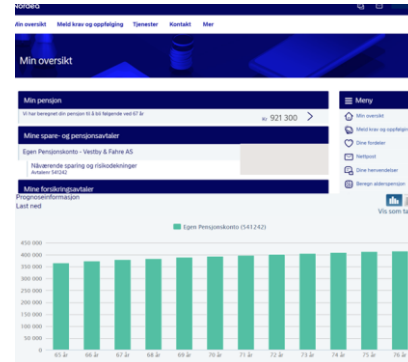 Nordea
Min oversikt Meld krav og oppfølging Tjenester Kontakt Mer
Min oversikt
Min pensjon
Vi har beregnet din pensjon til å bli følgende ved 67 år
Kr 921 300
Mine spare- og pensjonsavtaler
Egen Pensjonskonto - Vestby & Fahre AS
Nåværende sparing og risikodekninger
Avtalenr 541242
Mine forsikringsavtaler
Meny
Min oversikt
Meld krav og oppfølging
Dine fordeler
Nettpost
Dine henvendelser
Beregn alderspensjon
Prognoseinformasjon
Last ned
Vis som ta
Egen Pensjonskonto (541242)
450 000
400 000
350 000
300 000
250 000
200 000
150 000
100 000
50 000
0
65 år 66 år 67 år 68 år 69 år 70 år 71 år 72 år 73 år 74 år 75 år 76 år